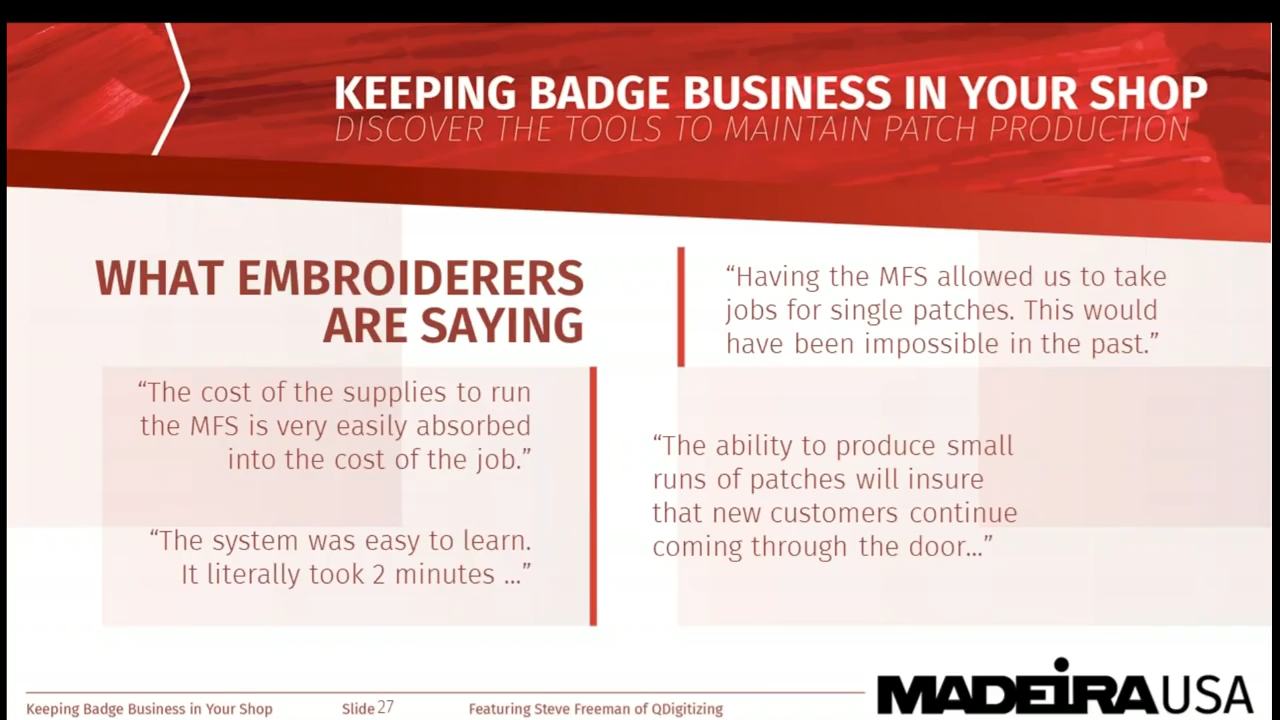 KEEPING BADGE BUSINESS IN YOUR SHOP
DISCOVER THE TOOLS TO MAINTAIN PATCH PRODUCTION
WHAT EMBROIDERERS
ARE SAYING
“The cost of the supplies to run
the MFS is very easily absorbed
into the cost of the job.”
“The system was easy to learn.
It literally took 2 minutes ...”
“Having the MFS allowed us to take
jobs for single patches. This would
have been impossible in the past.”
“The ability to produce small
runs of patches will insure
that new customers continue
coming through the door...”
Keeping Badge Business in Your Shop
Slide 27
Featuring Steve Freeman of QDigitizing
MADEIRA USA